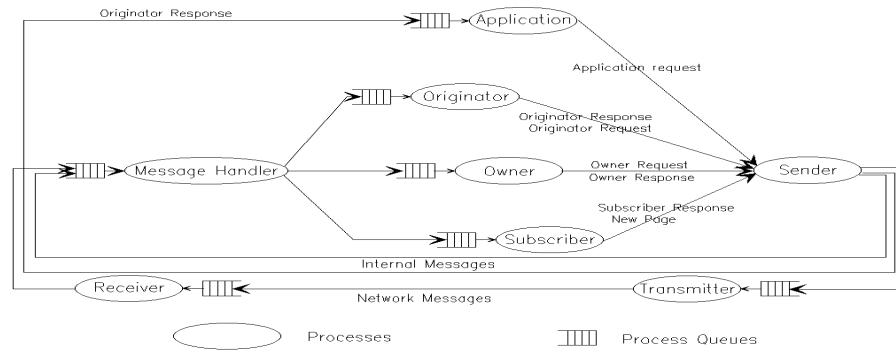 Originator Response
Application
Application request
Originator
Originator Response
Originator Request
Message Handler
Owner
Owner Request
Owner Response
Sender
Subscriber Response
New Page
Subscriber
Internal Messages
Receiver
Network Messages
Transmitter
Processes
Process Queues